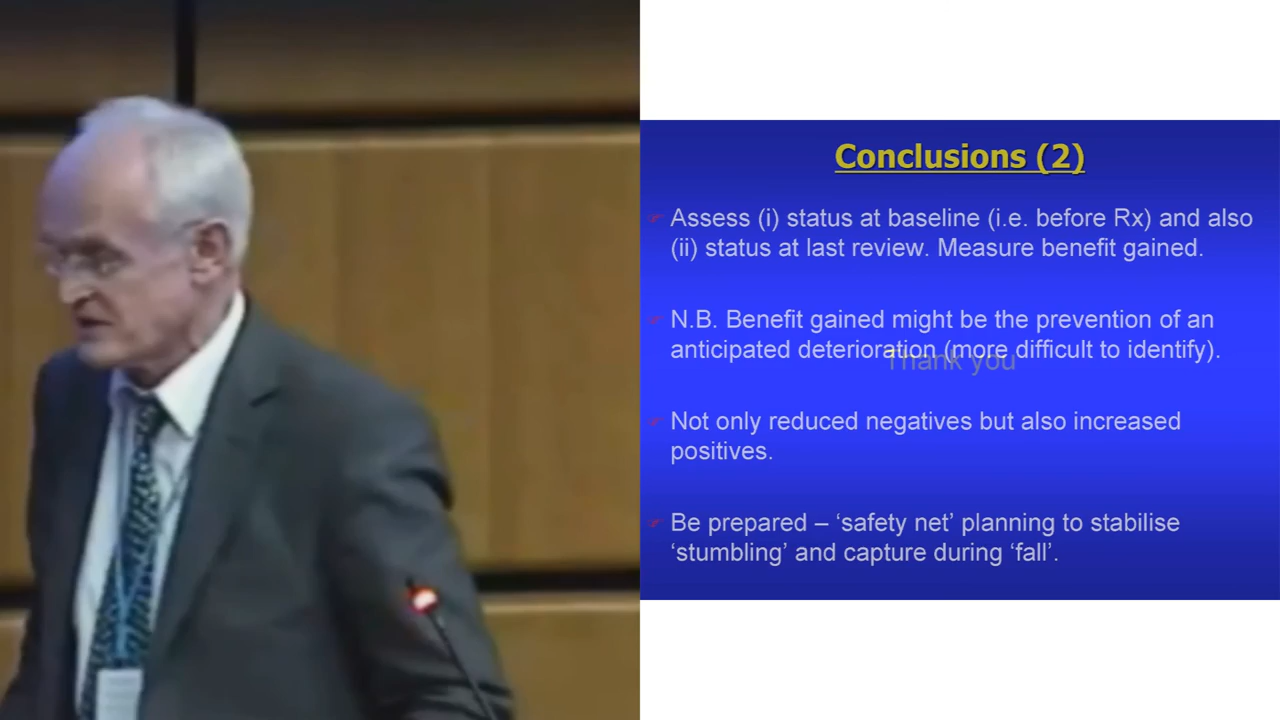 Conclusions (2)
Assess (i) status at baseline (i.e. before Rx) and also
(ii) status at last review. Measure benefit gained.
N.B. Benefit gained might be the prevention of an
anticipated deterioration (more difficult to identify).
Thank you
Not only reduced negatives but also increased
positives.
Be prepared – ‘safety net’ planning to stabilise
‘stumbling’ and capture during ‘fall’.